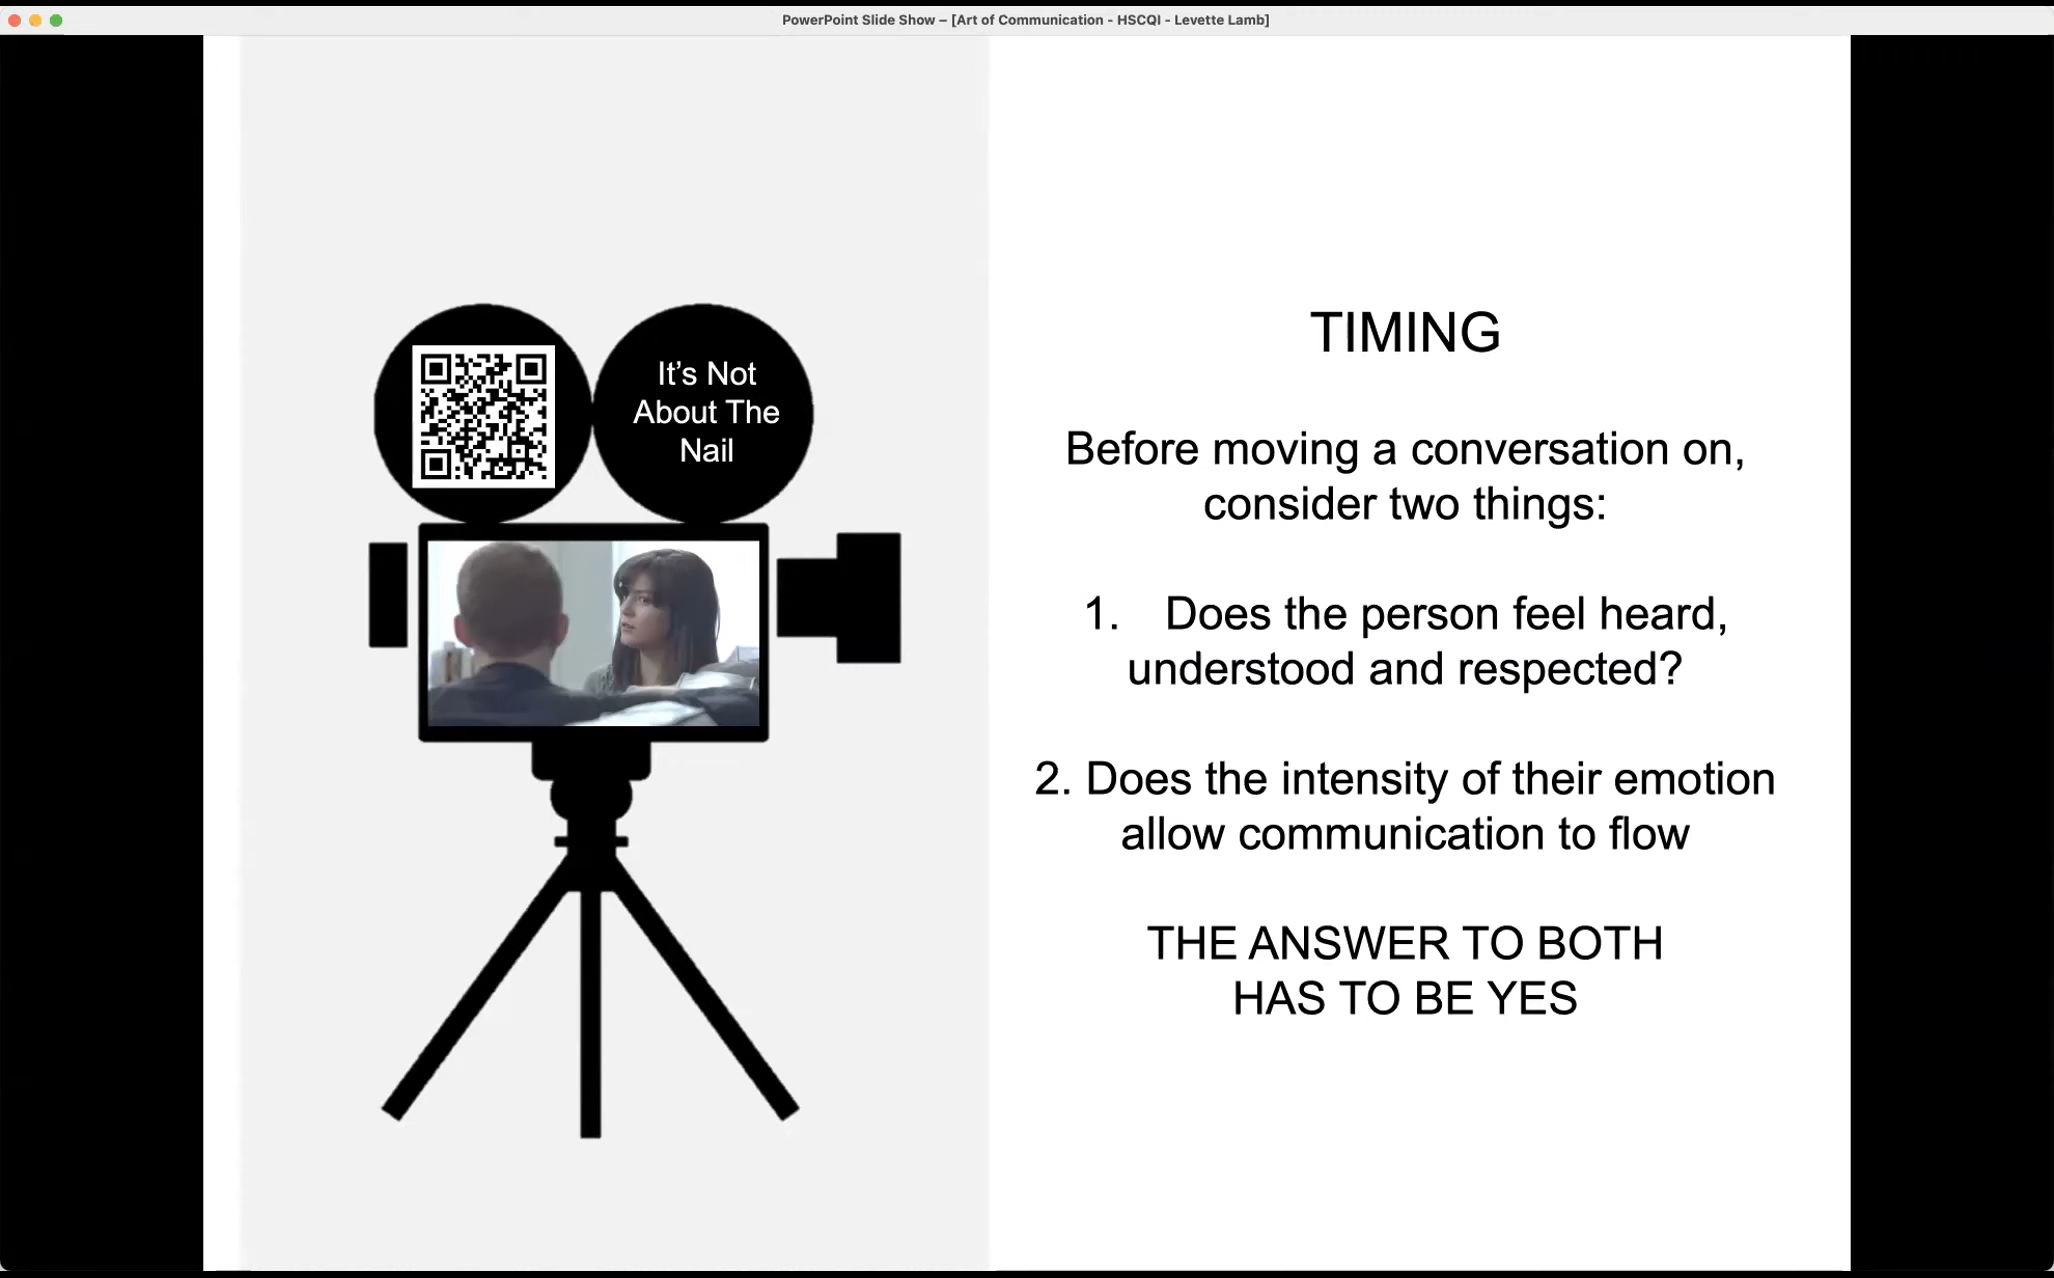 PowerPoint Slide Show – [Art of Communication - HSCQI - Levette Lamb]
It's Not
About The
Nail
TIMING
Before moving a conversation on,
consider two things:
1. Does the person feel heard,
understood and respected?
2. Does the intensity of their emotion
allow communication to flow
THE ANSWER TO BOTH
HAS TO BE YES